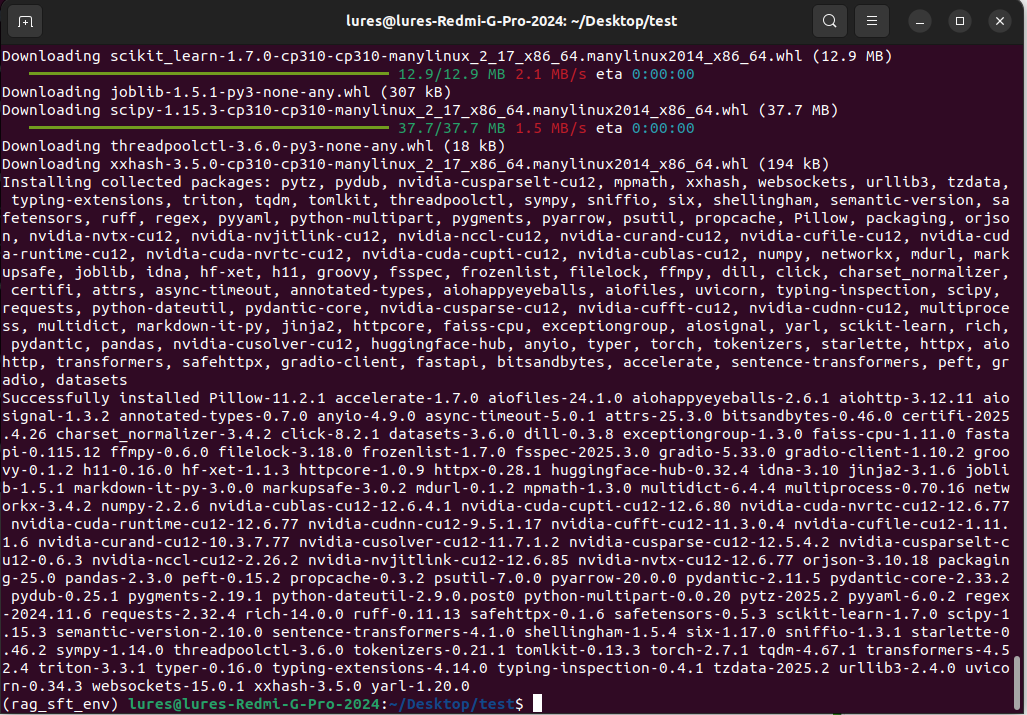 lures@lures-Redmi-G-Pro-2024: ~/Desktop/test
Downloading scikit_learn-1.7.0-cp310-cp310-manylinux_2_17_x86_64.manylinux2014_x86_64.whl (12.9 MB)
12.9/12.9 MB 2.1 MB/s eta 0:00:00
Downloading joblib-1.5.1-py3-none-any.whl (307 kB)
Downloading scipy-1.15.3-cp310-cp310-manylinux_2_17_x86_64.manylinux2014_x86_64.whl (37.7 MB)
37.7/37.7 MB 1.5 MB/s eta 0:00:00
Downloading threadpoolctl-3.6.0-py3-none-any.whl (18 kB)
Downloading xxhash-3.5.0-cp310-cp310-manylinux_2_17_x86_64.manylinux2014_x86_64.whl (194 kB)
Installing collected packages: pytz, pydub, nvidia-cusparselt-cu12, mpmath, xxhash, websockets, urllib3, tzdata,
typing-extensions, triton, tqdm, tomlkit, threadpoolctl, sympy, sniffio, six, shellingham, semantic-version, sa
fetensors, ruff, regex, pyyaml, python-multipart, pygments, pyarrow, psutil, propcache, Pillow, packaging, orjso
n, nvidia-nvtx-cu12, nvidia-nvjitlink-cu12, nvidia-nccl-cu12, nvidia-curand-cu12, nvidia-cufile-cu12, nvidia-cud
a-runtime-cu12, nvidia-cuda-nvrtc-cu12, nvidia-cuda-cupti-cu12, nvidia-cublas-cu12, numpy, networkx, mdurl, mark
upsafe, joblib, idna, hf-xet, h11, groovy, fsspec, frozenlist, filelock, ffmpy, dill, click, charset_normalizer,
certifi, attrs, async-timeout, annotated-types, aiohappyeyeballs, aiofiles, uvicorn, typing-inspection, scipy,
requests, python-dateutil, pydantic-core, nvidia-cusparse-cu12, nvidia-cufft-cu12, nvidia-cudnn-cu12, multiproce
ss, multidict, markdown-it-py, jinja2, httpcore, faiss-cpu, exceptiongroup, aiosignal, yarl, scikit-learn, rich,
pydantic, pandas, nvidia-cusolver-cu12, huggingface-hub, anyio, typer, torch, tokenizers, starlette, httpx, aio
http, transformers, safehttpx, gradio-client, fastapi, bitsandbytes, accelerate, sentence-transformers, peft, gr
adio, datasets
Successfully installed Pillow-11.2.1 accelerate-1.7.0 aiofiles-24.1.0 aiohappyeyeballs-2.6.1 aiohttp-3.12.11 aio
signal-1.3.2 annotated-types-0.7.0 anyio-4.9.0 async-timeout-5.0.1 attrs-25.3.0 bitsandbytes-0.46.0 certifi-2025
.4.26 charset_normalizer-3.4.2 click-8.2.1 datasets-3.6.0 dill-0.3.8 exceptiongroup-1.3.0 faiss-cpu-1.11.0 fasta
pi-0.115.12 ffmpy-0.6.0 filelock-3.18.0 frozenlist-1.7.0 fsspec-2025.3.0 gradio-5.33.0 gradio-client-1.10.2 groo
vy-0.1.2 h11-0.16.0 hf-xet-1.1.3 httpcore-1.0.9 httpx-0.28.1 huggingface-hub-0.32.4 idna-3.10 jinja2-3.1.6 jobli
b-1.5.1 markdown-it-py-3.0.0 markupsafe-3.0.2 mdurl-0.1.2 mpmath-1.3.0 multidict-6.4.4 multiprocess-0.70.16 netw
orkx-3.4.2 numpy-2.2.6 nvidia-cublas-cu12-12.6.4.1 nvidia-cuda-cupti-cu12-12.6.80 nvidia-cuda-nvrtc-cu12-12.6.77
nvidia-cuda-runtime-cu12-12.6.77 nvidia-cudnn-cu12-9.5.1.17 nvidia-cufft-cu12-11.3.0.4 nvidia-cufile-cu12-1.11.
1.6 nvidia-curand-cu12-10.3.7.77 nvidia-cusolver-cu12-11.7.1.2 nvidia-cusparse-cu12-12.5.4.2 nvidia-cusparselt-c
u12-0.6.3 nvidia-nccl-cu12-2.26.2 nvidia-nvjitlink-cu12-12.6.85 nvidia-nvtx-cu12-12.6.77 orjson-3.10.18 packagin
g-25.0 pandas-2.3.0 peft-0.15.2 propcache-0.3.2 psutil-7.0.0 pyarrow-20.0.0 pydantic-2.11.5 pydantic-core-2.33.2
pydub-0.25.1 pygments-2.19.1 python-dateutil-2.9.0.post0 python-multipart-0.0.20 pytz-2025.2 pyyaml-6.0.2 regex
-2024.11.6 requests-2.32.4 rich-14.0.0 ruff-0.11.13 safehttpx-0.1.6 safetensors-0.5.3 scikit-learn-1.7.0 scipy-1
.15.3 semantic-version-2.10.0 sentence-transformers-4.1.0 shellingham-1.5.4 six-1.17.0 sniffio-1.3.1 starlette-0
.46.2 sympy-1.14.0 threadpoolctl-3.6.0 tokenizers-0.21.1 tomlkit-0.13.3 torch-2.7.1 tqdm-4.67.1 transformers-4.5
2.4 triton-3.3.1 typer-0.16.0 typing-extensions-4.14.0 typing-inspection-0.4.1 tzdata-2025.2 urllib3-2.4.0 uvico
rn-0.34.3 websockets-15.0.1 xxhash-3.5.0 yarl-1.20.0
(rag_sft_env) lures@lures-Redmi-G-Pro-2024:~/Desktop/test$